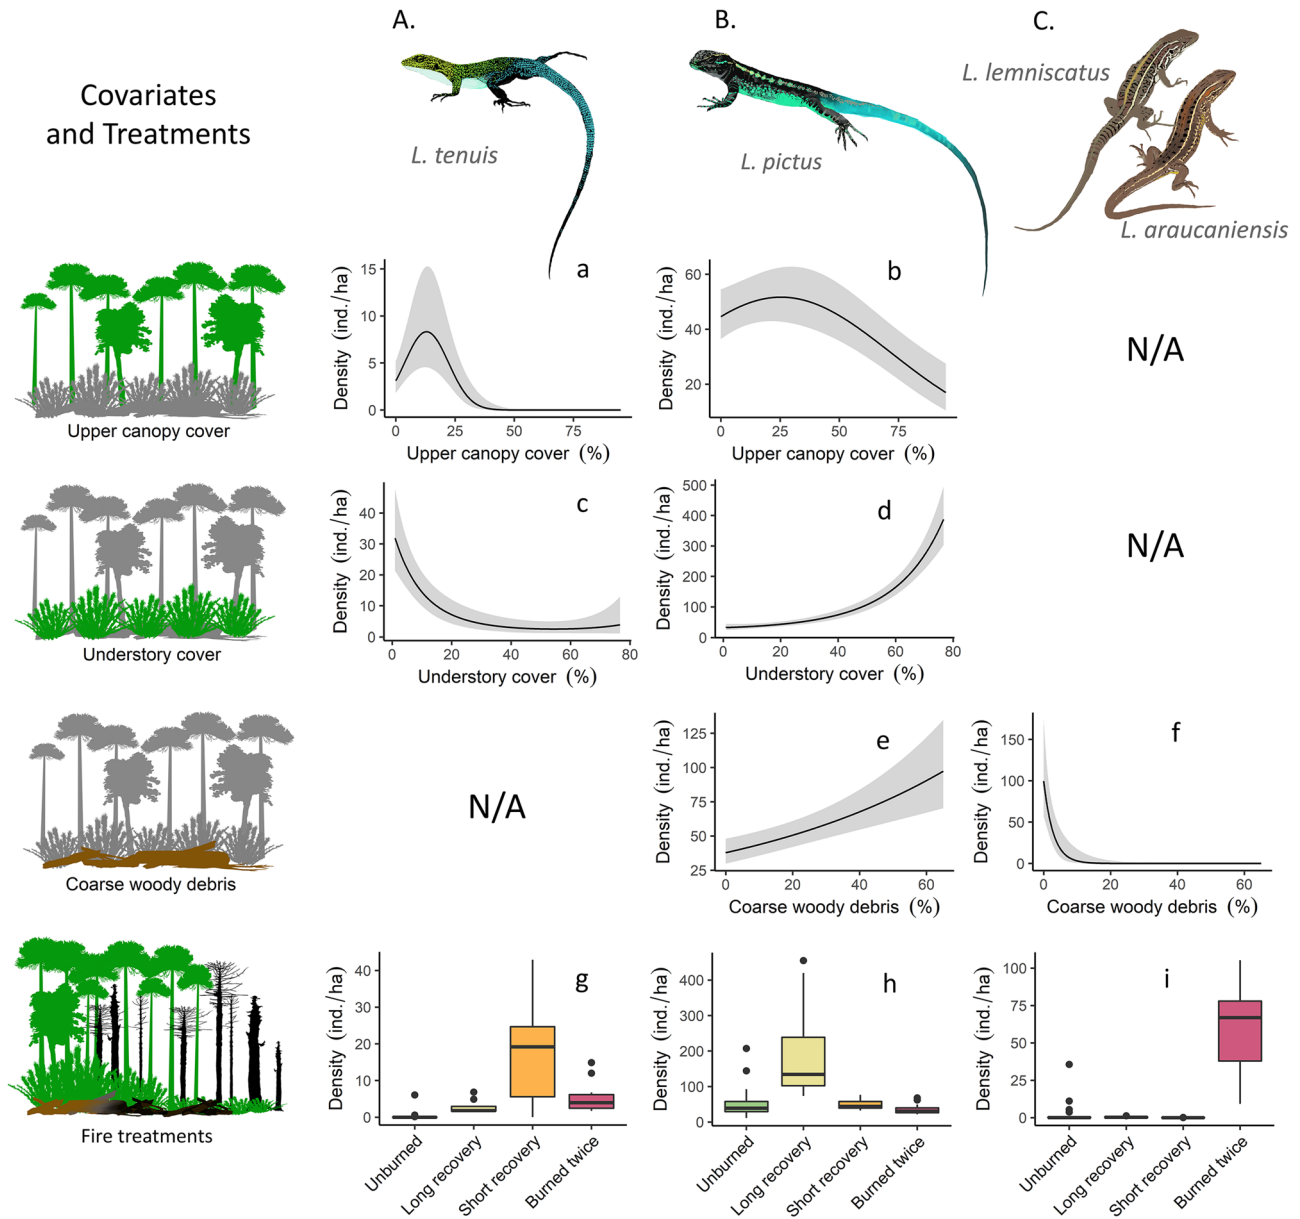 A.
B.
C.
Covariates
and Treatments
L. tenuis
L. pictus
L. lemniscatus
L. araucaniensis
Upper canopy cover
a
Density (ind./ha)
15
10
5
0
0 25 50 75
Upper canopy cover (%)
b
Density (ind./ha)
60
40
20
0 25 50 75
Upper canopy cover (%)
N/A
Understory cover
c
Density (ind./ha)
40
30
20
10
0
0 20 40 60 80
Understory cover (%)
d
Density (ind./ha)
500
400
300
200
100
0
0 20 40 60 80
Understory cover (%)
N/A
Coarse woody debris
N/A
e
Density (ind./ha)
125
100
75
50
25
0 20 40 60
Coarse woody debris (%)
f
Density (ind./ha)
150
100
50
0
0 20 40 60
Coarse woody debris (%)
Fire treatments
g
Density (ind./ha)
40
30
20
10
0
Unburned
Long recovery
Short recovery
Burned twice
h
Density (ind./ha)
400
300
200
100
0
Unburned
Long recovery
Short recovery
Burned twice
i
Density (ind./ha)
100
75
50
25
0
Unburned
Long recovery
Short recovery
Burned twice